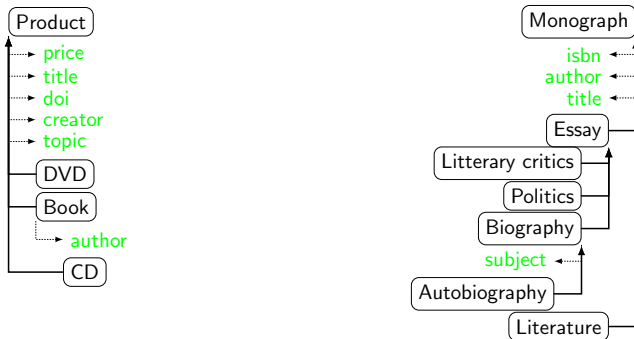 Product
price
title
doi
creator
topic
DVD
Book
author
CD
Monograph
isbn
author
title
Essay
Litterary critics
Politics
Biography
subject
Autobiography
Literature